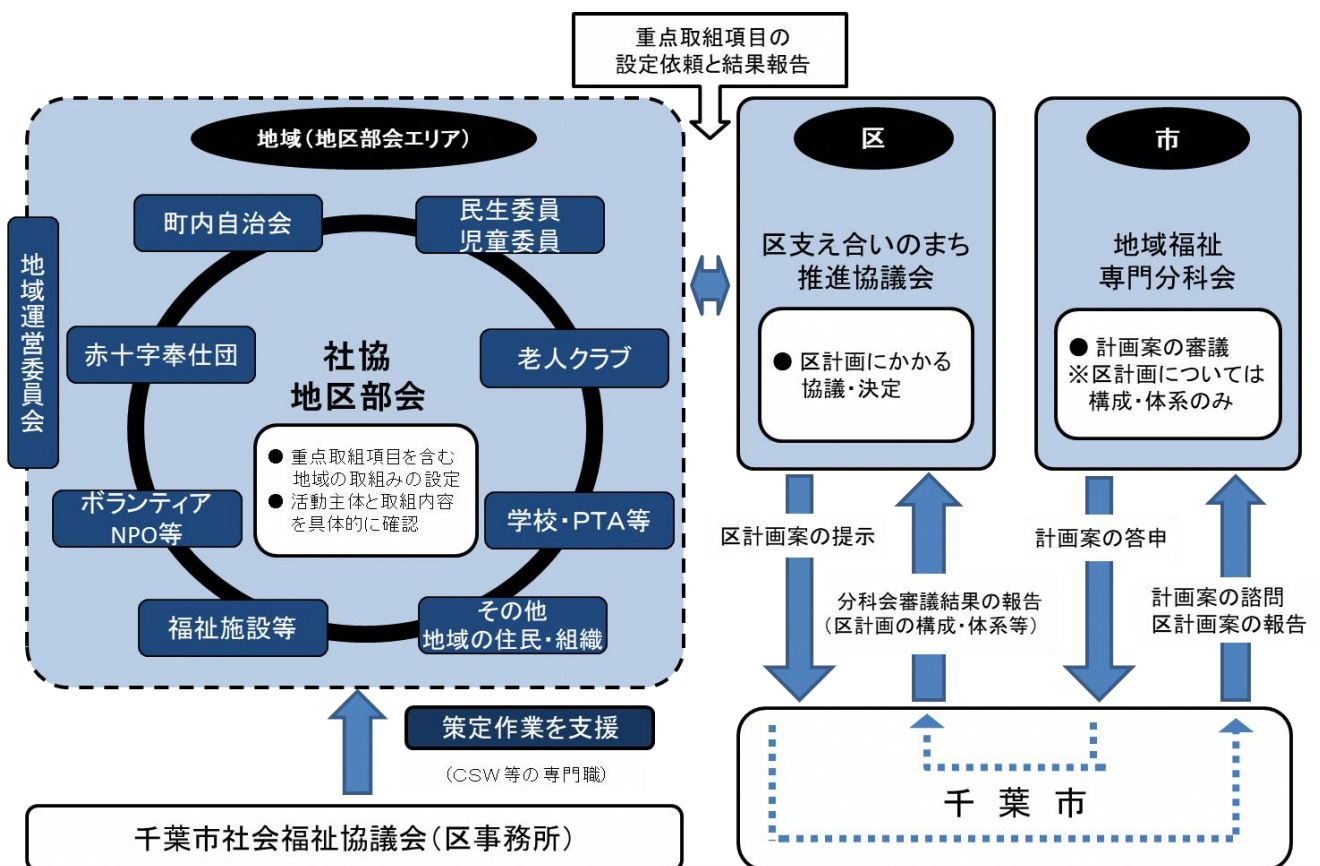 重点取組項目の
設定依頼と結果報告
地域(地区部会エリア)
町内自治会
民生委員
児童委員
地域運営委員会
赤十字奉仕団
老人クラブ
社協
地区部会
● 重点取組項目を含む
地域の取組みの設定
● 活動主体と取組内容
を具体的に確認
ボランティア
NPO等
学校・PTA等
福祉施設等
その他
地域の住民・組織
策定作業を支援
(CSW等の専門職)
千葉市社会福祉協議会(区事務所)
区
区支え合いのまち
推進協議会
● 区計画にかかる
協議・決定
市
地域福祉
専門分科会
● 計画案の審議
※区計画については
構成・体系のみ
区計画案の提示
分科会審議結果の報告
(区計画の構成・体系等)
計画案の答申
計画案の諮問
区計画案の報告
千葉市